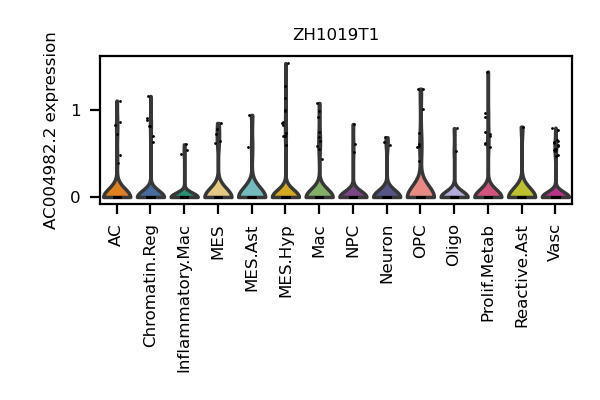 ZH1019T1
AC004982.2 expression
1
0
AC
Chromatin.Reg
Inflammatory.Mac
MES
MES.Ast
MES.Hyp
Mac
NPC
Neuron
OPC
Oligo
Prolif.Metab
Reactive.Ast
Vasc